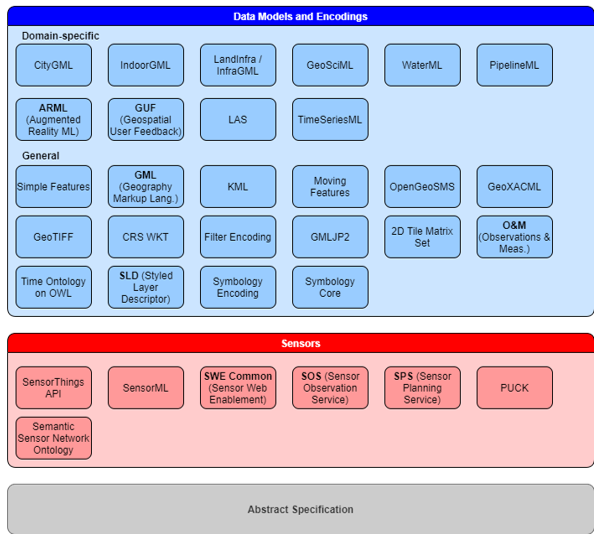 Data Models and Encodings
Domain-specific
CityGML
IndoorGML
LandInfra /
InfraGML
GeoSciML
WaterML
PipelineML
ARML
(Augmented
Reality ML)
GUF
(Geospatial
User Feedback)
LAS
TimeSeriesML
General
Simple Features
GML
(Geography
Markup Lang.)
KML
Moving
Features
OpenGeoSMS
GeoXACML
GeoTIFF
CRS WKT
Filter Encoding
GMLJP2
2D Tile Matrix
Set
O&M
(Observations &
Meas.)
Time Ontology
on OWL
SLD (Styled
Layer
Descriptor)
Symbology
Encoding
Symbology
Core
Sensors
SensorThings
API
SensorML
SWE Common
(Sensor Web
Enablement)
SOS (Sensor
Observation
Service)
SPS (Sensor
Planning
Service)
PUCK
Semantic
Sensor Network
Ontology
Abstract Specification